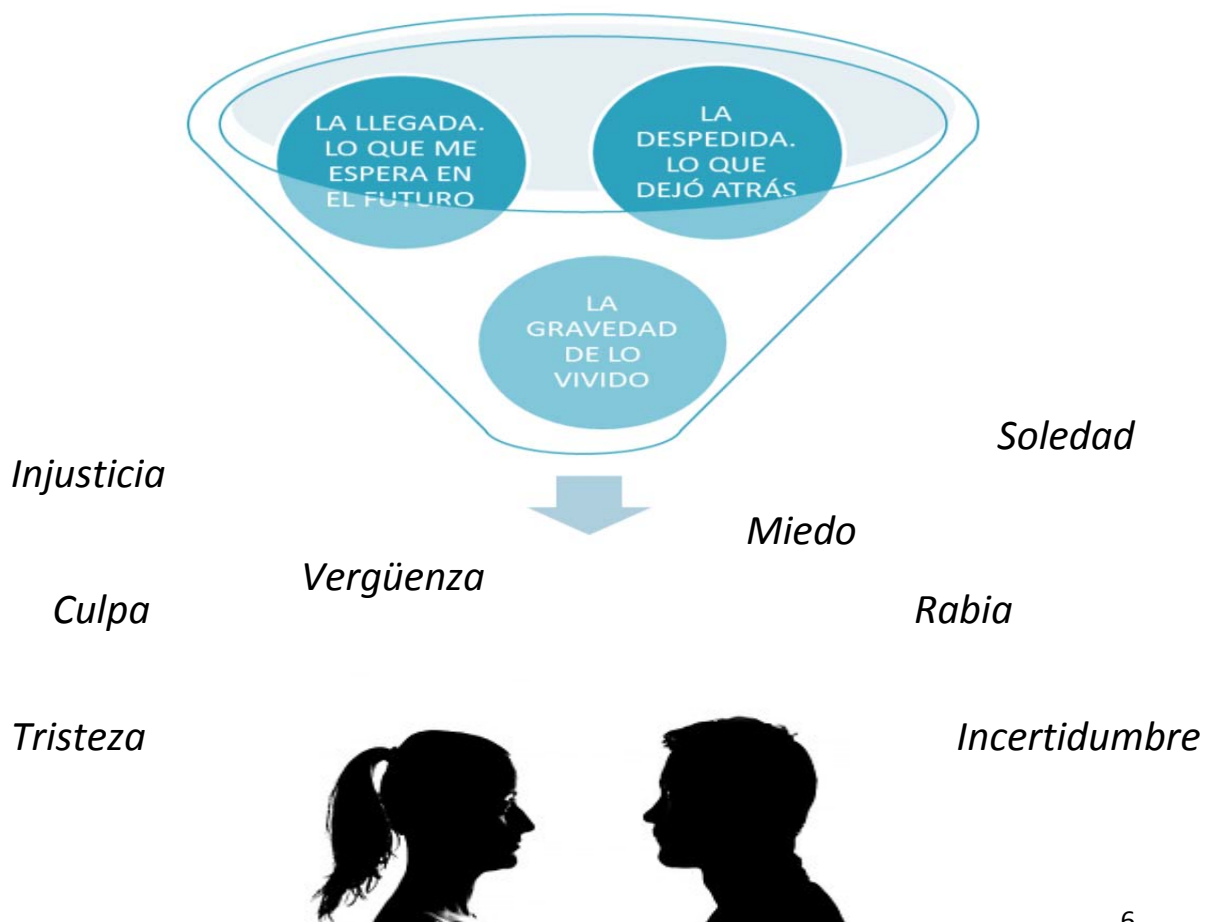 LA LLEGADA.
LO QUE ME
ESPERA EN
EL FUTURO
LA
DESPEDIDA.
LO QUE
DEJÓ ATRÁS
LA
GRAVEDAD
DE LO
VIVIDO
Soledad
Injusticia
Miedo
Vergüenza
Culpa
Rabia
Tristeza
Incertidumbre
6